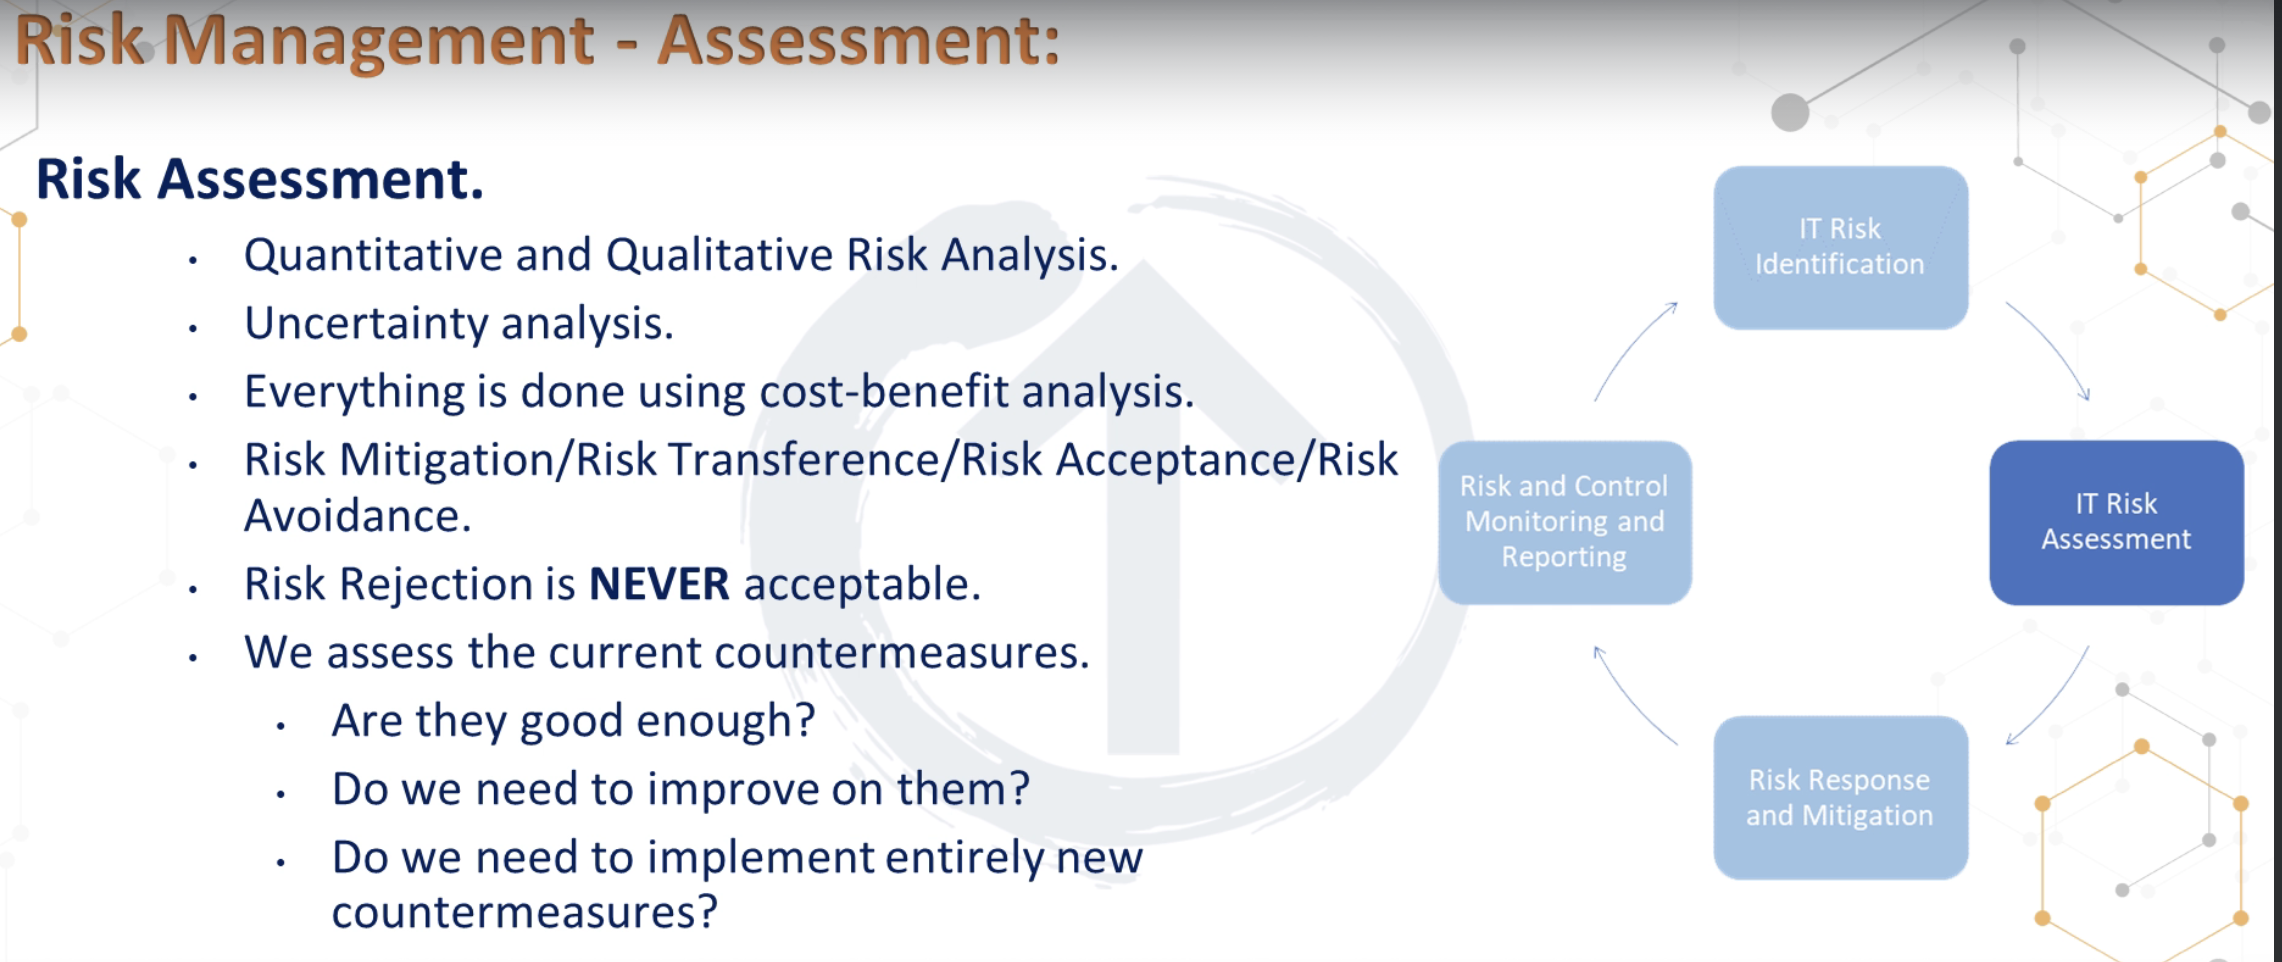 Risk Management - Assessment:
Risk Assessment.
· Quantitative and Qualitative Risk Analysis.
· Uncertainty analysis.
· Everything is done using cost-benefit analysis.
· Risk Mitigation/Risk Transference/Risk Acceptance/Risk
Avoidance.
· Risk Rejection is NEVER acceptable.
· We assess the current countermeasures.
· Are they good enough?
· Do we need to improve on them?
· Do we need to implement entirely new
countermeasures?
IT Risk
Identification
IT Risk
Assessment
Risk Response
and Mitigation
Risk and Control
Monitoring and
Reporting